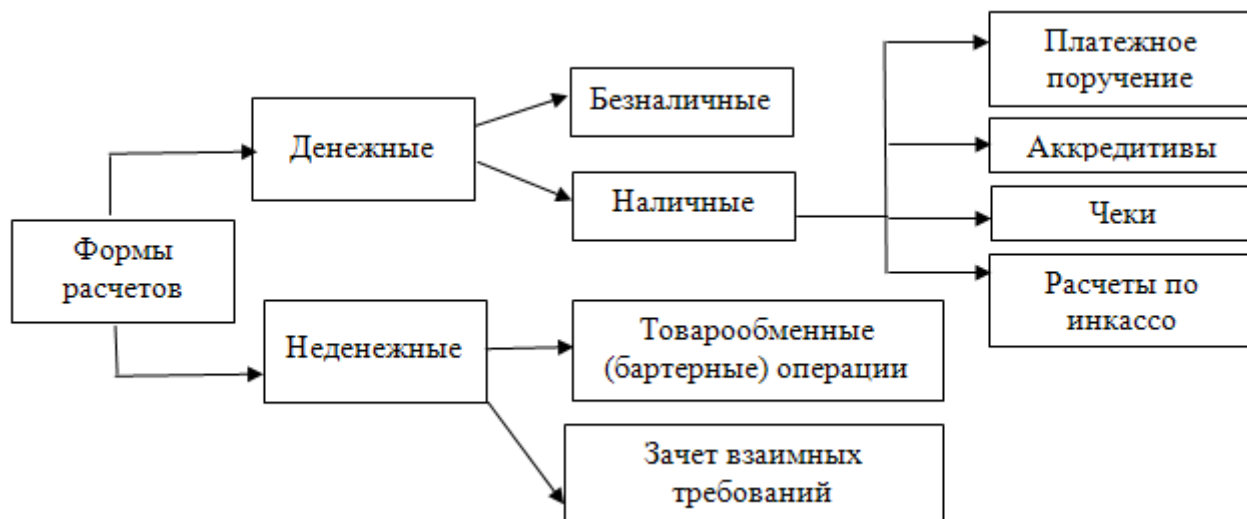 Формы
расчетов
Денежные
Безналичные
Наличные
Платежное
поручение
Аккредитивы
Чеки
Расчеты по
инкассо
Неденежные
Товарообменные
(бартерные) операции
Зачет взаимных
требований